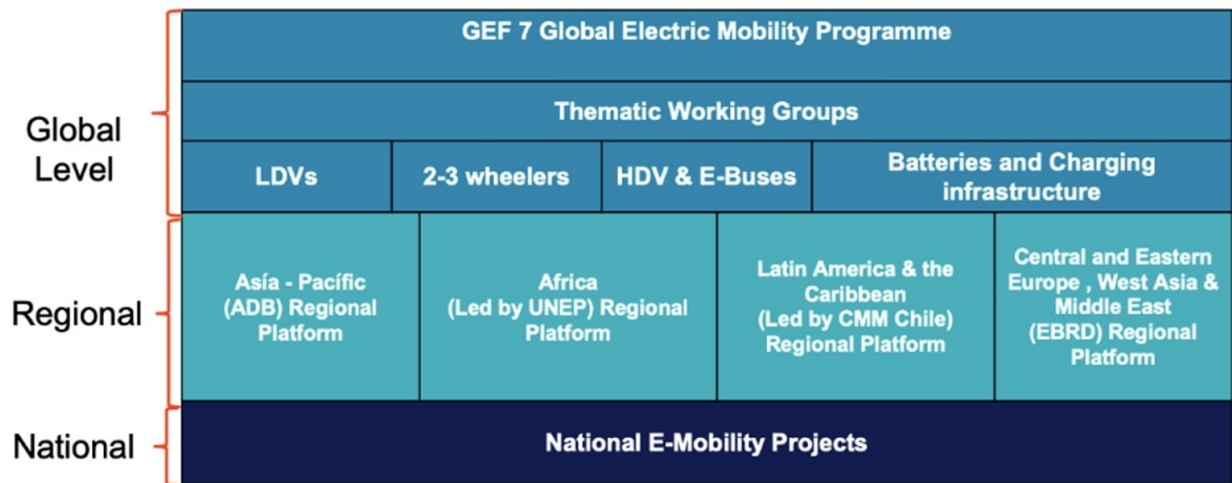 GEF 7 Global Electric Mobility Programme
Thematic Working Groups
Global
Level
LDVs
2-3 wheelers
HDV & E-Buses
Batteries and Charging
infrastructure
Regional
Asía - Pacífic
(ADB) Regional
Platform
Africa
(Led by UNEP) Regional
Platform
Latin America & the
Caribbean
(Led by CMM Chile)
Regional Platform
Central and Eastern
Europe , West Asia &
Middle East
(EBRD) Regional
Platform
National
National E-Mobility Projects